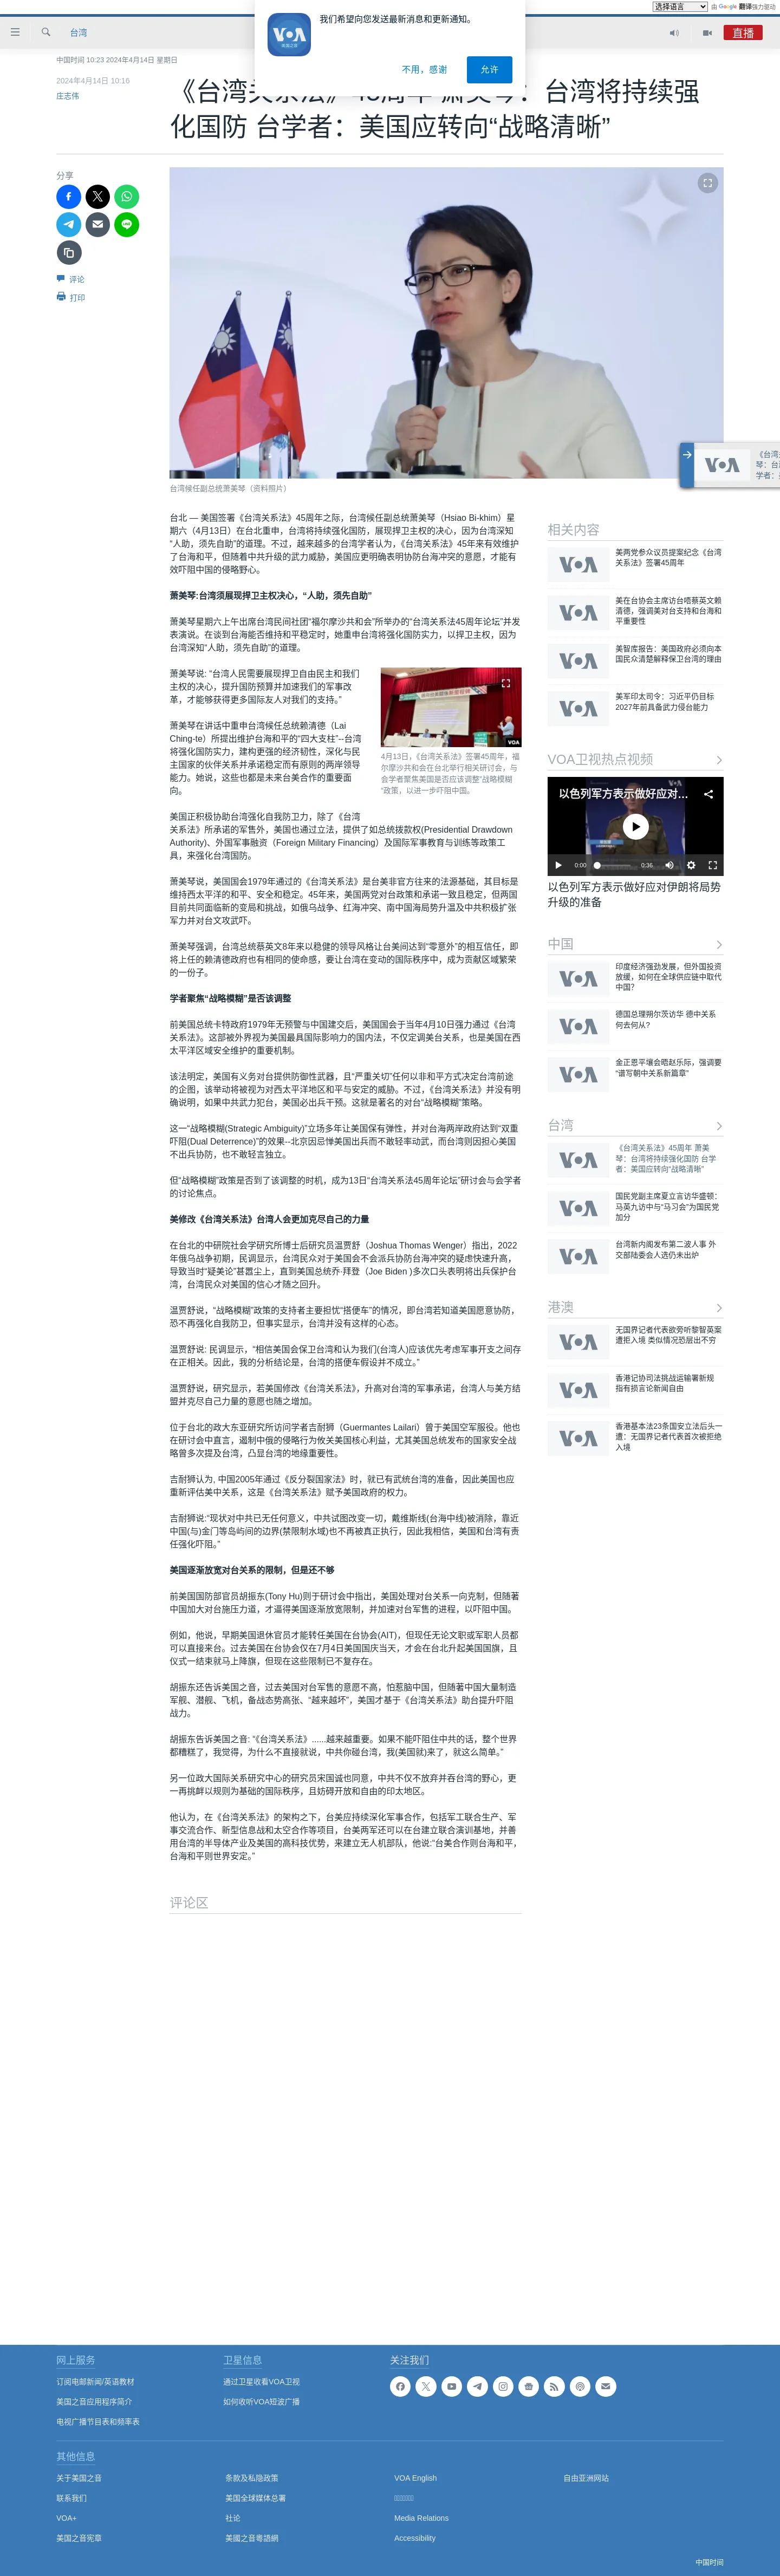 选择语言 由 Google 翻译强力驱动
VOA
我们希望向您发送最新消息和更新通知。
不用，感谢
允许
台湾
直播
中国时间 10:23 2024年4月14日 星期日
2024年4月14日 10:16
庄志伟
《台湾关系法》45周年 萧美琴：台湾将持续强
化国防 台学者：美国应转向“战略清晰”
分享
评论
打印
台湾候任副总统萧美琴（资料照片）
台北 — 美国签署《台湾关系法》45周年之际，台湾候任副总统萧美琴（Hsiao Bi-khim）星
期六（4月13日）在台北重申，台湾将持续强化国防，展现捍卫主权的决心，因为台湾深知
“人助，须先自助”的道理。不过，越来越多的台湾学者认为，《台湾关系法》45年来有效维护
了台海和平，但随着中共升级的武力威胁，美国应更明确表明协防台海冲突的意愿，才能有
效吓阻中国的侵略野心。
萧美琴:台湾须展现捍卫主权决心，“人助，须先自助”
萧美琴星期六上午出席台湾民间社团“福尔摩沙共和会”所举办的“台湾关系法45周年论坛”并发
表演说。在谈到台海能否维持和平稳定时，她重申台湾将强化国防实力，以捍卫主权，因为
台湾深知“人助，须先自助”的道理。
萧美琴说: “台湾人民需要展现捍卫自由民主和我们
主权的决心，提升国防预算并加速我们的军事改
革，才能够获得更多国际友人对我们的支持。”
VOA
4月13日，《台湾关系法》签署45周年，福
尔摩沙共和会在台北举行相关研讨会，与
会学者聚焦美国是否应该调整“战略模糊
“政策，以进一步吓阻中国。
萧美琴在讲话中重申台湾候任总统赖清德（Lai
Ching-te）所提出维护台海和平的“四大支柱”--台湾
将强化国防实力，建构更强的经济韧性，深化与民
主国家的伙伴关系并承诺稳定而有原则的两岸领导
能力。她说，这些也都是未来台美合作的重要面
向。
美国正积极协助台湾强化自我防卫力，除了《台湾
关系法》所承诺的军售外，美国也通过立法，提供了如总统拨款权(Presidential Drawdown
Authority)、外国军事融资（Foreign Military Financing）及国际军事教育与训练等政策工
具，来强化台湾国防。
萧美琴说，美国国会1979年通过的《台湾关系法》是台美非官方往来的法源基础，其目标是
维持西太平洋的和平、安全和稳定。45年来，美国两党对台政策和承诺一致且稳定，但两国
目前共同面临新的变局和挑战，如俄乌战争、红海冲突、南中国海局势升温及中共积极扩张
军力并对台文攻武吓。
萧美琴强调，台湾总统蔡英文8年来以稳健的领导风格让台美间达到“零意外”的相互信任，即
将上任的赖清德政府也有相同的使命感，要让台湾在变动的国际秩序中，成为贡献区域繁荣
的一份子。
学者聚焦“战略模糊”是否该调整
前美国总统卡特政府1979年无预警与中国建交后，美国国会于当年4月10日强力通过《台湾
关系法》。这部被外界视为美国最具国际影响力的国内法，不仅定调美台关系，也是美国在西
太平洋区域安全维护的重要机制。
该法明定，美国有义务对台提供防御性武器，且“严重关切”任何以非和平方式决定台湾前途
的企图，该举动将被视为对西太平洋地区和平与安定的威胁。不过，《台湾关系法》并没有明
确说明，如果中共武力犯台，美国必出兵干预。这就是著名的对台“战略模糊”策略。
这一“战略模糊(Strategic Ambiguity)”立场多年让美国保有弹性，并对台海两岸政府达到“双重
吓阻(Dual Deterrence)”的效果--北京因忌惮美国出兵而不敢轻率动武，而台湾则因担心美国
不出兵协防，也不敢轻言独立。
但“战略模糊”政策是否到了该调整的时机，成为13日“台湾关系法45周年论坛”研讨会与会学者
的讨论焦点。
美修改《台湾关系法》台湾人会更加克尽自己的力量
在台北的中研院社会学研究所博士后研究员温贾舒（Joshua Thomas Wenger）指出，2022
年俄乌战争初期，民调显示，台湾民众对于美国会不会派兵协防台海冲突的疑虑快速升高，
导致当时“疑美论”甚嚣尘上，直到美国总统乔·拜登（Joe Biden )多次口头表明将出兵保护台
湾，台湾民众对美国的信心才随之回升。
温贾舒说，“战略模糊”政策的支持者主要担忧“搭便车”的情况，即台湾若知道美国愿意协防，
恐不再强化自我防卫，但事实显示，台湾并没有这样的心态。
温贾舒说: 民调显示，“相信美国会保卫台湾和认为我们(台湾人)应该优先考虑军事开支之间存
在正相关。因此，我的分析结论是，台湾的搭便车假设并不成立。”
温贾舒说，研究显示，若美国修改《台湾关系法》，升高对台湾的军事承诺，台湾人与美方结
盟并克尽自己力量的意愿也随之增加。
位于台北的政大东亚研究所访问学者吉耐狮（Guermantes Lailari）曾于美国空军服役。他也
在研讨会中直言，遏制中俄的侵略行为攸关美国核心利益，尤其美国总统发布的国家安全战
略曾多次提及台湾，凸显台湾的地缘重要性。
吉耐狮认为, 中国2005年通过《反分裂国家法》时，就已有武统台湾的准备，因此美国也应
重新评估美中关系，这是《台湾关系法》赋予美国政府的权力。
吉耐狮说:“现状对中共已无任何意义，中共试图改变一切，戴维斯线(台海中线)被消除，靠近
中国(与)金门等岛屿间的边界(禁限制水域)也不再被真正执行，因此我相信，美国和台湾有责
任强化吓阻。”
美国逐渐放宽对台关系的限制，但是还不够
前美国国防部官员胡振东(Tony Hu)则于研讨会中指出，美国处理对台关系一向克制，但随著
中国加大对台施压力道，才逼得美国逐渐放宽限制，并加速对台军售的进程，以吓阻中国。
例如，他说，早期美国退休官员才能转任美国在台协会(AIT)，但现任无论文职或军职人员都
可以直接来台。过去美国在台协会仅在7月4日美国国庆当天，才会在台北升起美国国旗，且
仪式一结束就马上降旗，但现在这些限制已不复存在。
胡振东还告诉美国之音，过去美国对台军售的意愿不高，怕惹脑中国，但随著中国大量制造
军舰、潜舰、飞机，备战态势高张、“越来越坏”，美国才基于《台湾关系法》助台提升吓阻
战力。
胡振东告诉美国之音: “《台湾关系法》......越来越重要。如果不能吓阻住中共的话，整个世界
都糟糕了，我觉得，为什么不直接就说，中共你碰台湾，我(美国就)来了，就这么简单。”
另一位政大国际关系研究中心的研究员宋国诚也同意，中共不仅不放弃并吞台湾的野心，更
一再挑衅以规则为基础的国际秩序，且妨碍开放和自由的印太地区。
他认为，在《台湾关系法》的架构之下，台美应持续深化军事合作，包括军工联合生产、军
事交流合作、新型信息战和太空合作等项目，台美两军还可以在台建立联合演训基地，并善
用台湾的半导体产业及美国的高科技优势，来建立无人机部队，他说:“台美合作则台海和平，
台海和平则世界安定。”
评论区
VOA
《台湾关
琴：台湾
学者：美
相关内容
VOA
美两党参众议员提案纪念《台湾
关系法》签署45周年
VOA
美在台协会主席访台唔蔡英文赖
清德，强调美对台支持和台海和
平重要性
VOA
美智库报告：美国政府必须向本
国民众清楚解释保卫台湾的理由
VOA
美军印太司令：习近平仍目标
2027年前具备武力侵台能力
VOA卫视热点视频
以色列军方表示做好应对...
VOA
0:00
0:36
以色列军方表示做好应对伊朗将局势
升级的准备
中国
VOA
印度经济强劲发展，但外国投资
放缓，如何在全球供应链中取代
中国？
VOA
德国总理朔尔茨访华 德中关系
何去何从?
VOA
金正恩平壤会晤赵乐际，强调要
“谱写朝中关系新篇章”
台湾
VOA
《台湾关系法》45周年 萧美
琴：台湾将持续强化国防 台学
者：美国应转向“战略清晰”
VOA
国民党副主席夏立言访华盛顿：
马英九访中与“马习会”为国民党
加分
VOA
台湾新内阁发布第二波人事 外
交部陆委会人选仍未出炉
港澳
VOA
无国界记者代表欲旁听黎智英案
遭拒入境 类似情况恐层出不穷
VOA
香港记协司法挑战运输署新规
指有损言论新闻自由
VOA
香港基本法23条国安立法后头一
遭：无国界记者代表首次被拒绝
入境
网上服务
订阅电邮新闻/英语教材
美国之音应用程序简介
电视广播节目表和频率表
卫星信息
通过卫星收看VOA卫视
如何收听VOA短波广播
关注我们
其他信息
关于美国之音
联系我们
VOA+
美国之音宪章
条款及私隐政策
美国全球媒体总署
社论
美國之音粵語網
VOA English
Media Relations
Accessibility
自由亚洲网站
中国时间